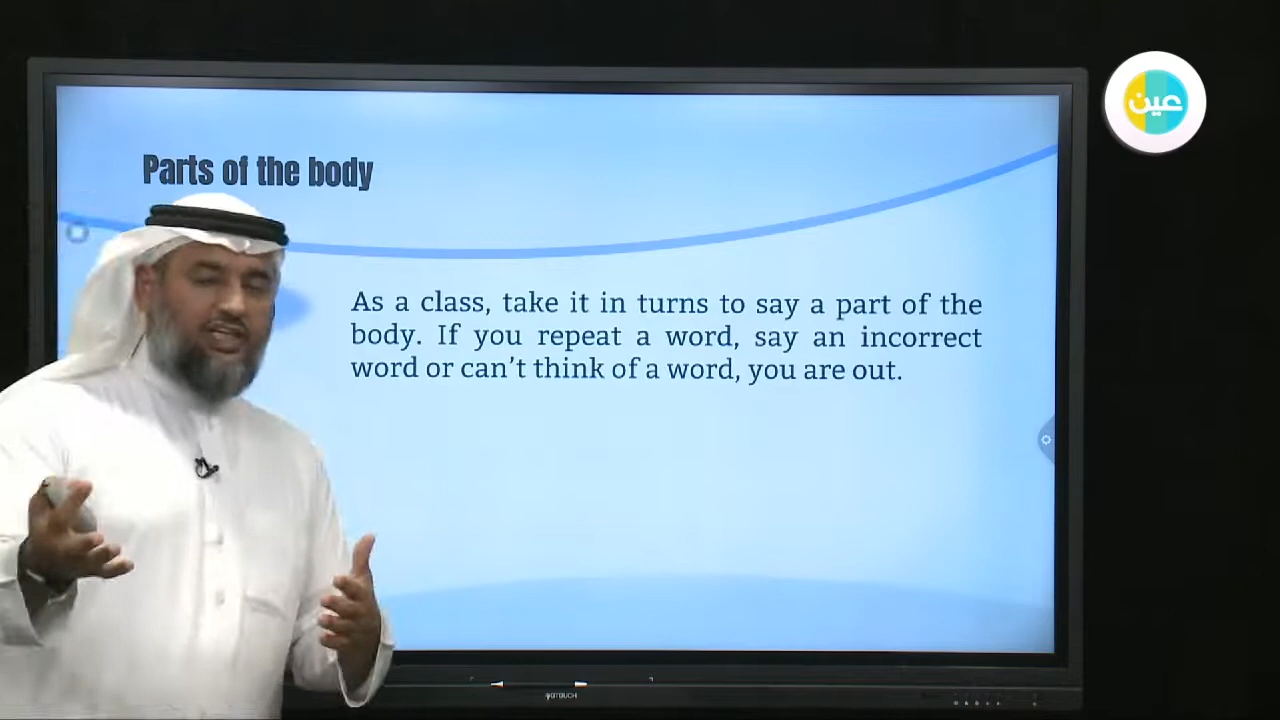 عين
Parts of the body
As a class, take it in turns to say a part of the
body. If you repeat a word, say an incorrect
word or can't think of a word, you are out.